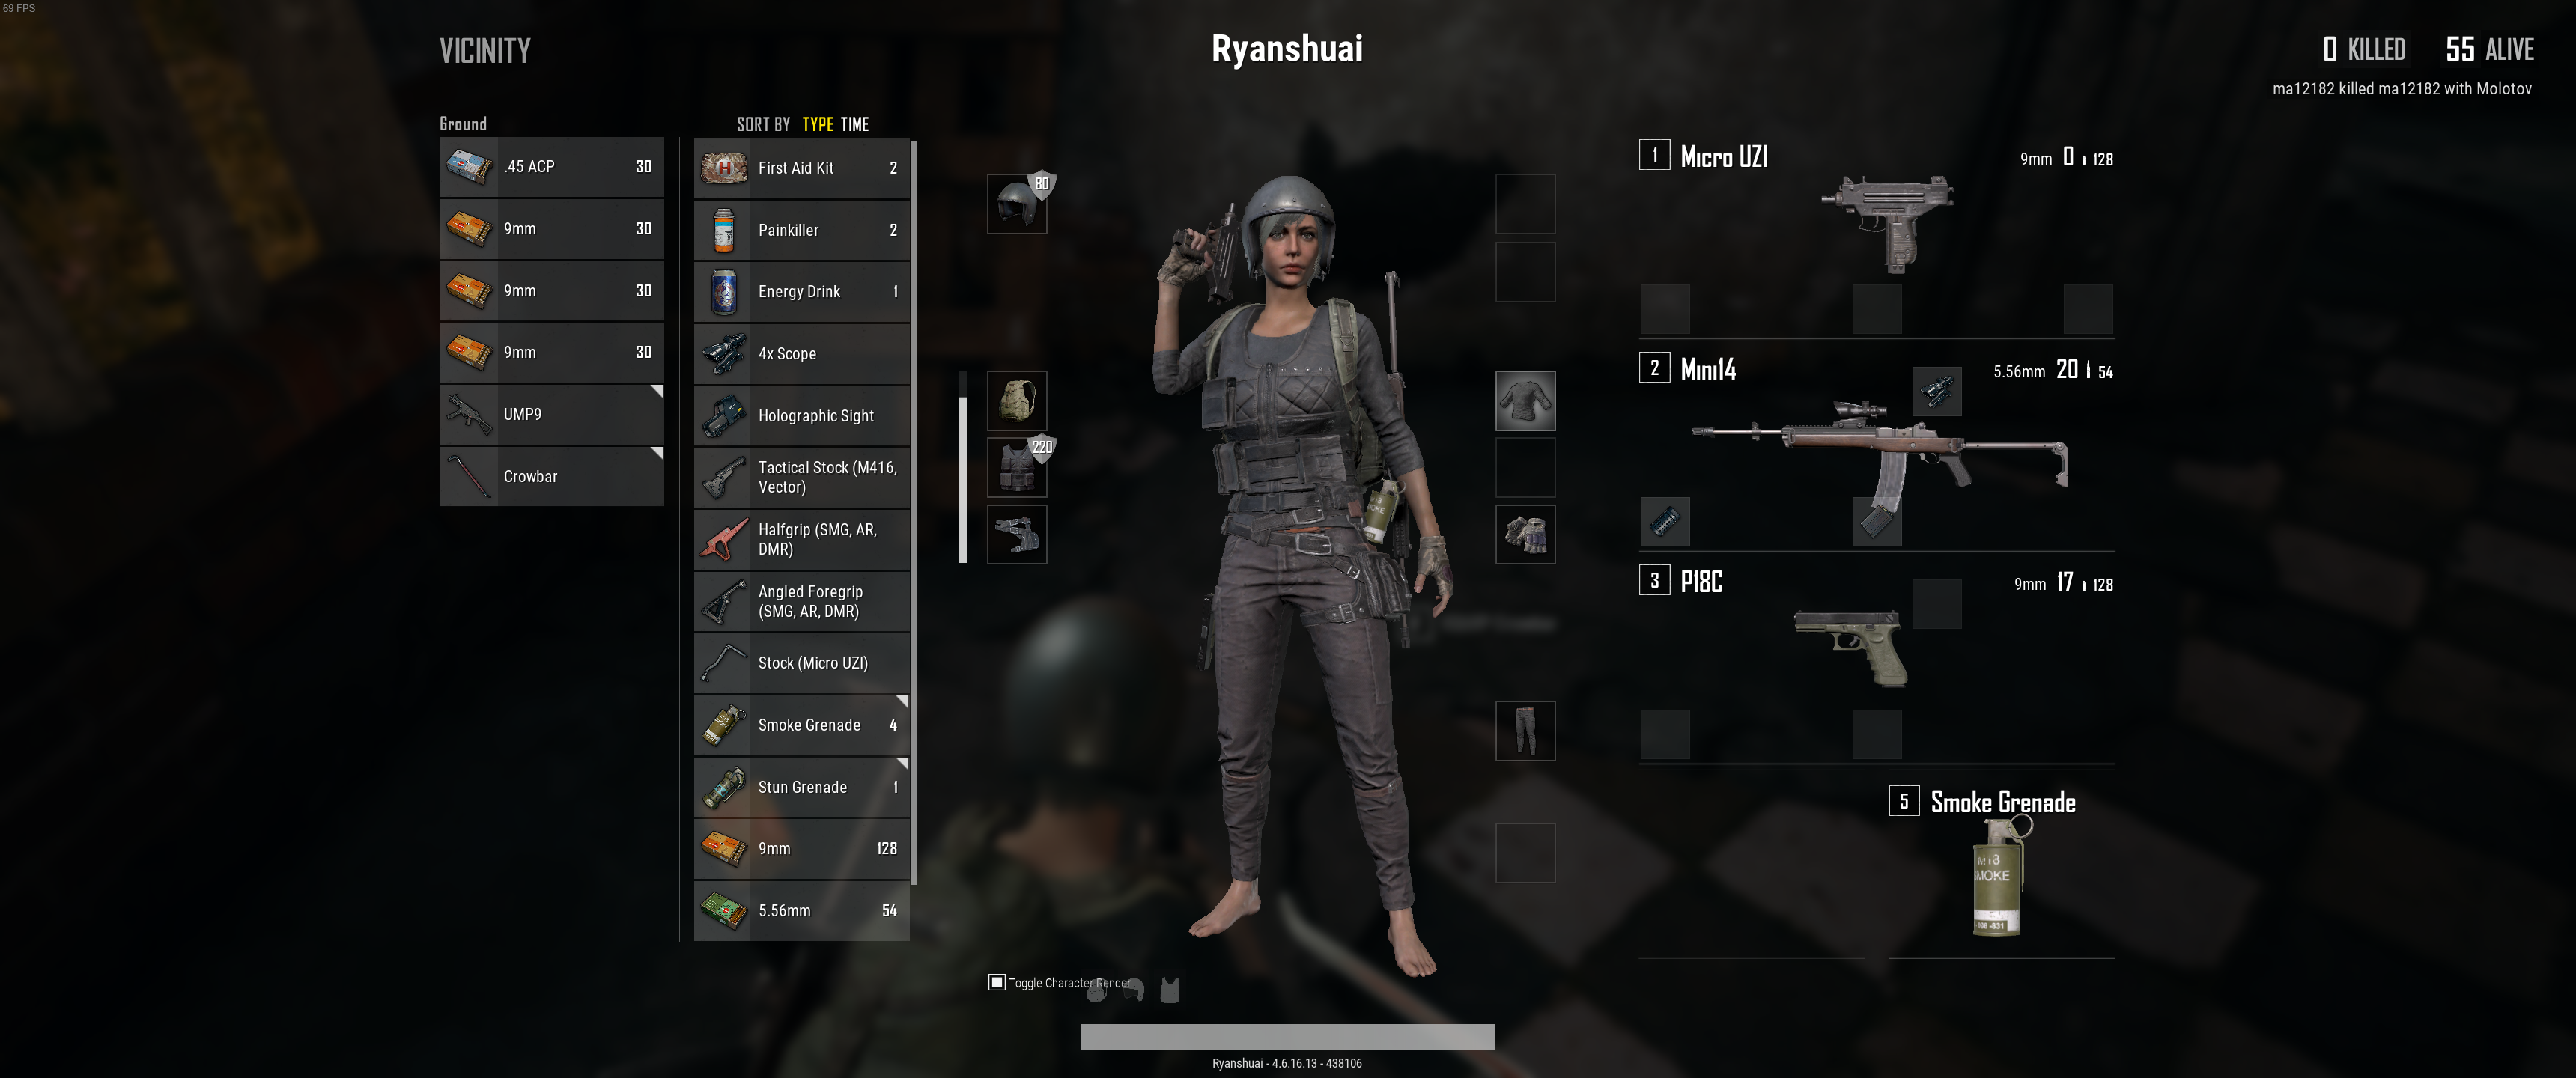 69 FPS
VICINITY
Ryanshuai
0 KILLED 55 ALIVE
ma12182 killed ma12182 with Molotov
Ground
.45 ACP 30
9mm 30
9mm 30
9mm 30
UMP9
Crowbar
SORT BY TYPE TIME
First Aid Kit 2
Painkiller 2
Energy Drink 1
4x Scope
Holographic Sight
Tactical Stock (M416,
Vector)
Halfgrip (SMG, AR,
DMR)
Angled Foregrip
(SMG, AR, DMR)
Stock (Micro UZI)
Smoke Grenade 4
Stun Grenade 1
9mm 128
5.56mm 54
80
220
Toggle Character Render
1 Micro UZI 9mm 0 128
2 Mini14 5.56mm 20 54
3 P18C 9mm 17 128
5 Smoke Grenade
M18
SMOKE
Ryanshuai - 4.6.16.13 - 438106